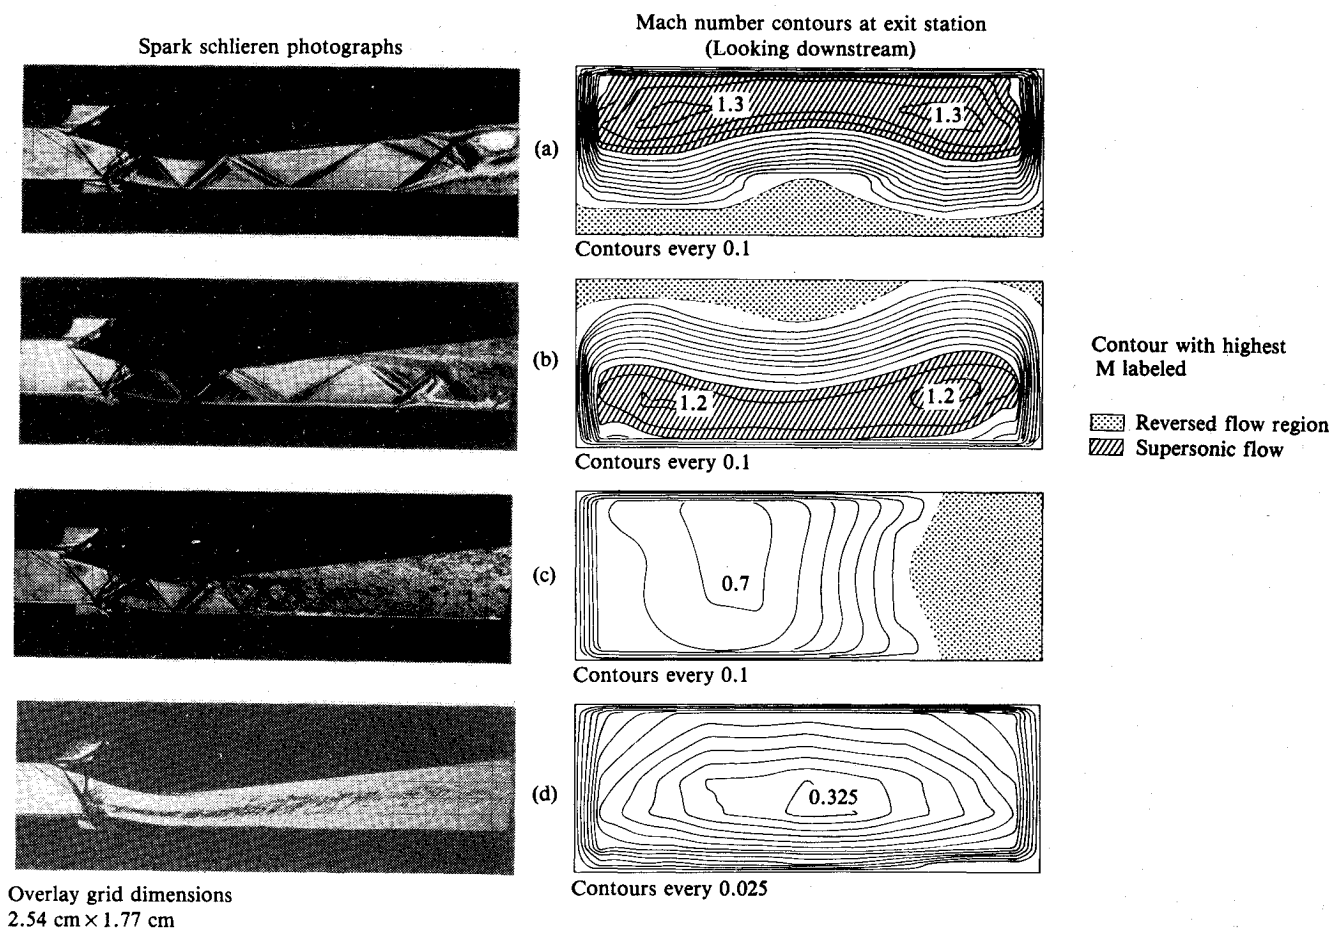 Spark schlieren photographs
Mach number contours at exit station
(Looking downstream)
1.3
1.3
(a)
Contours every 0.1
1.2
1.2
(b)
Contours every 0.1
Contour with highest
M labeled
Reversed flow region
Supersonic flow
0.7
(c)
Contours every 0.1
0.325
(d)
Contours every 0.025
Overlay grid dimensions
2.54 cm × 1.77 cm